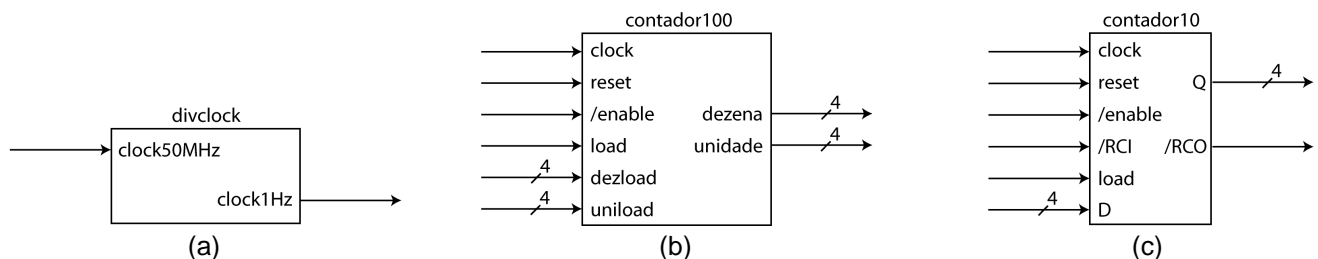 divclock
clock50MHz
clock1Hz
(a)
contador100
clock
reset
/enable
load
4 dezload
4 uniload
dezena 4
unidade 4
(b)
contador10
clock
reset
/enable
/RCI
load
4 D
Q 4
/RCO
(c)